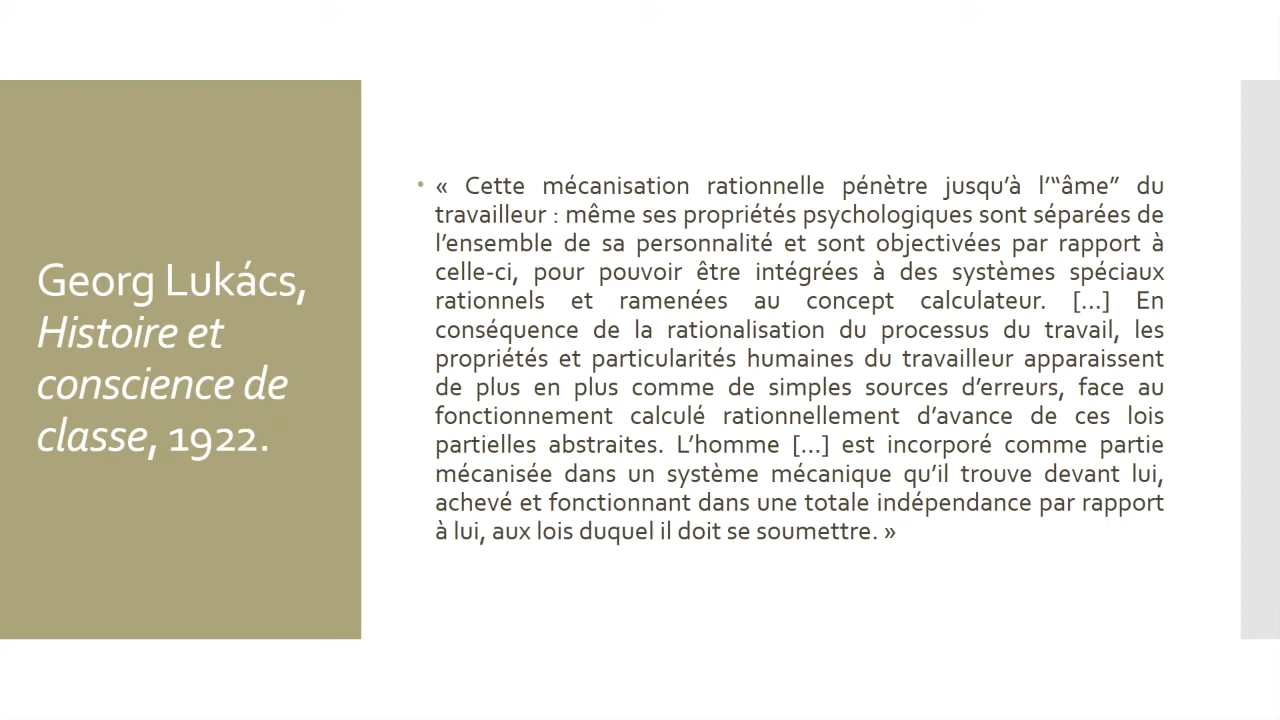 Georg Lukács,
Histoire et
conscience de
classe, 1922.
• « Cette mécanisation rationnelle pénètre jusqu’à l’“âme” du
travailleur : même ses propriétés psychologiques sont séparées de
l’ensemble de sa personnalité et sont objectivées par rapport à
celle-ci, pour pouvoir être intégrées à des systèmes spéciaux
rationnels et ramenées au concept calculateur. […] En
conséquence de la rationalisation du processus du travail, les
propriétés et particularités humaines du travailleur apparaissent
de plus en plus comme de simples sources d’erreurs, face au
fonctionnement calculé rationnellement d’avance de ces lois
partielles abstraites. L’homme […] est incorporé comme partie
mécanisée dans un système mécanique qu’il trouve devant lui,
achevé et fonctionnant dans une totale indépendance par rapport
à lui, aux lois duquel il doit se soumettre. »